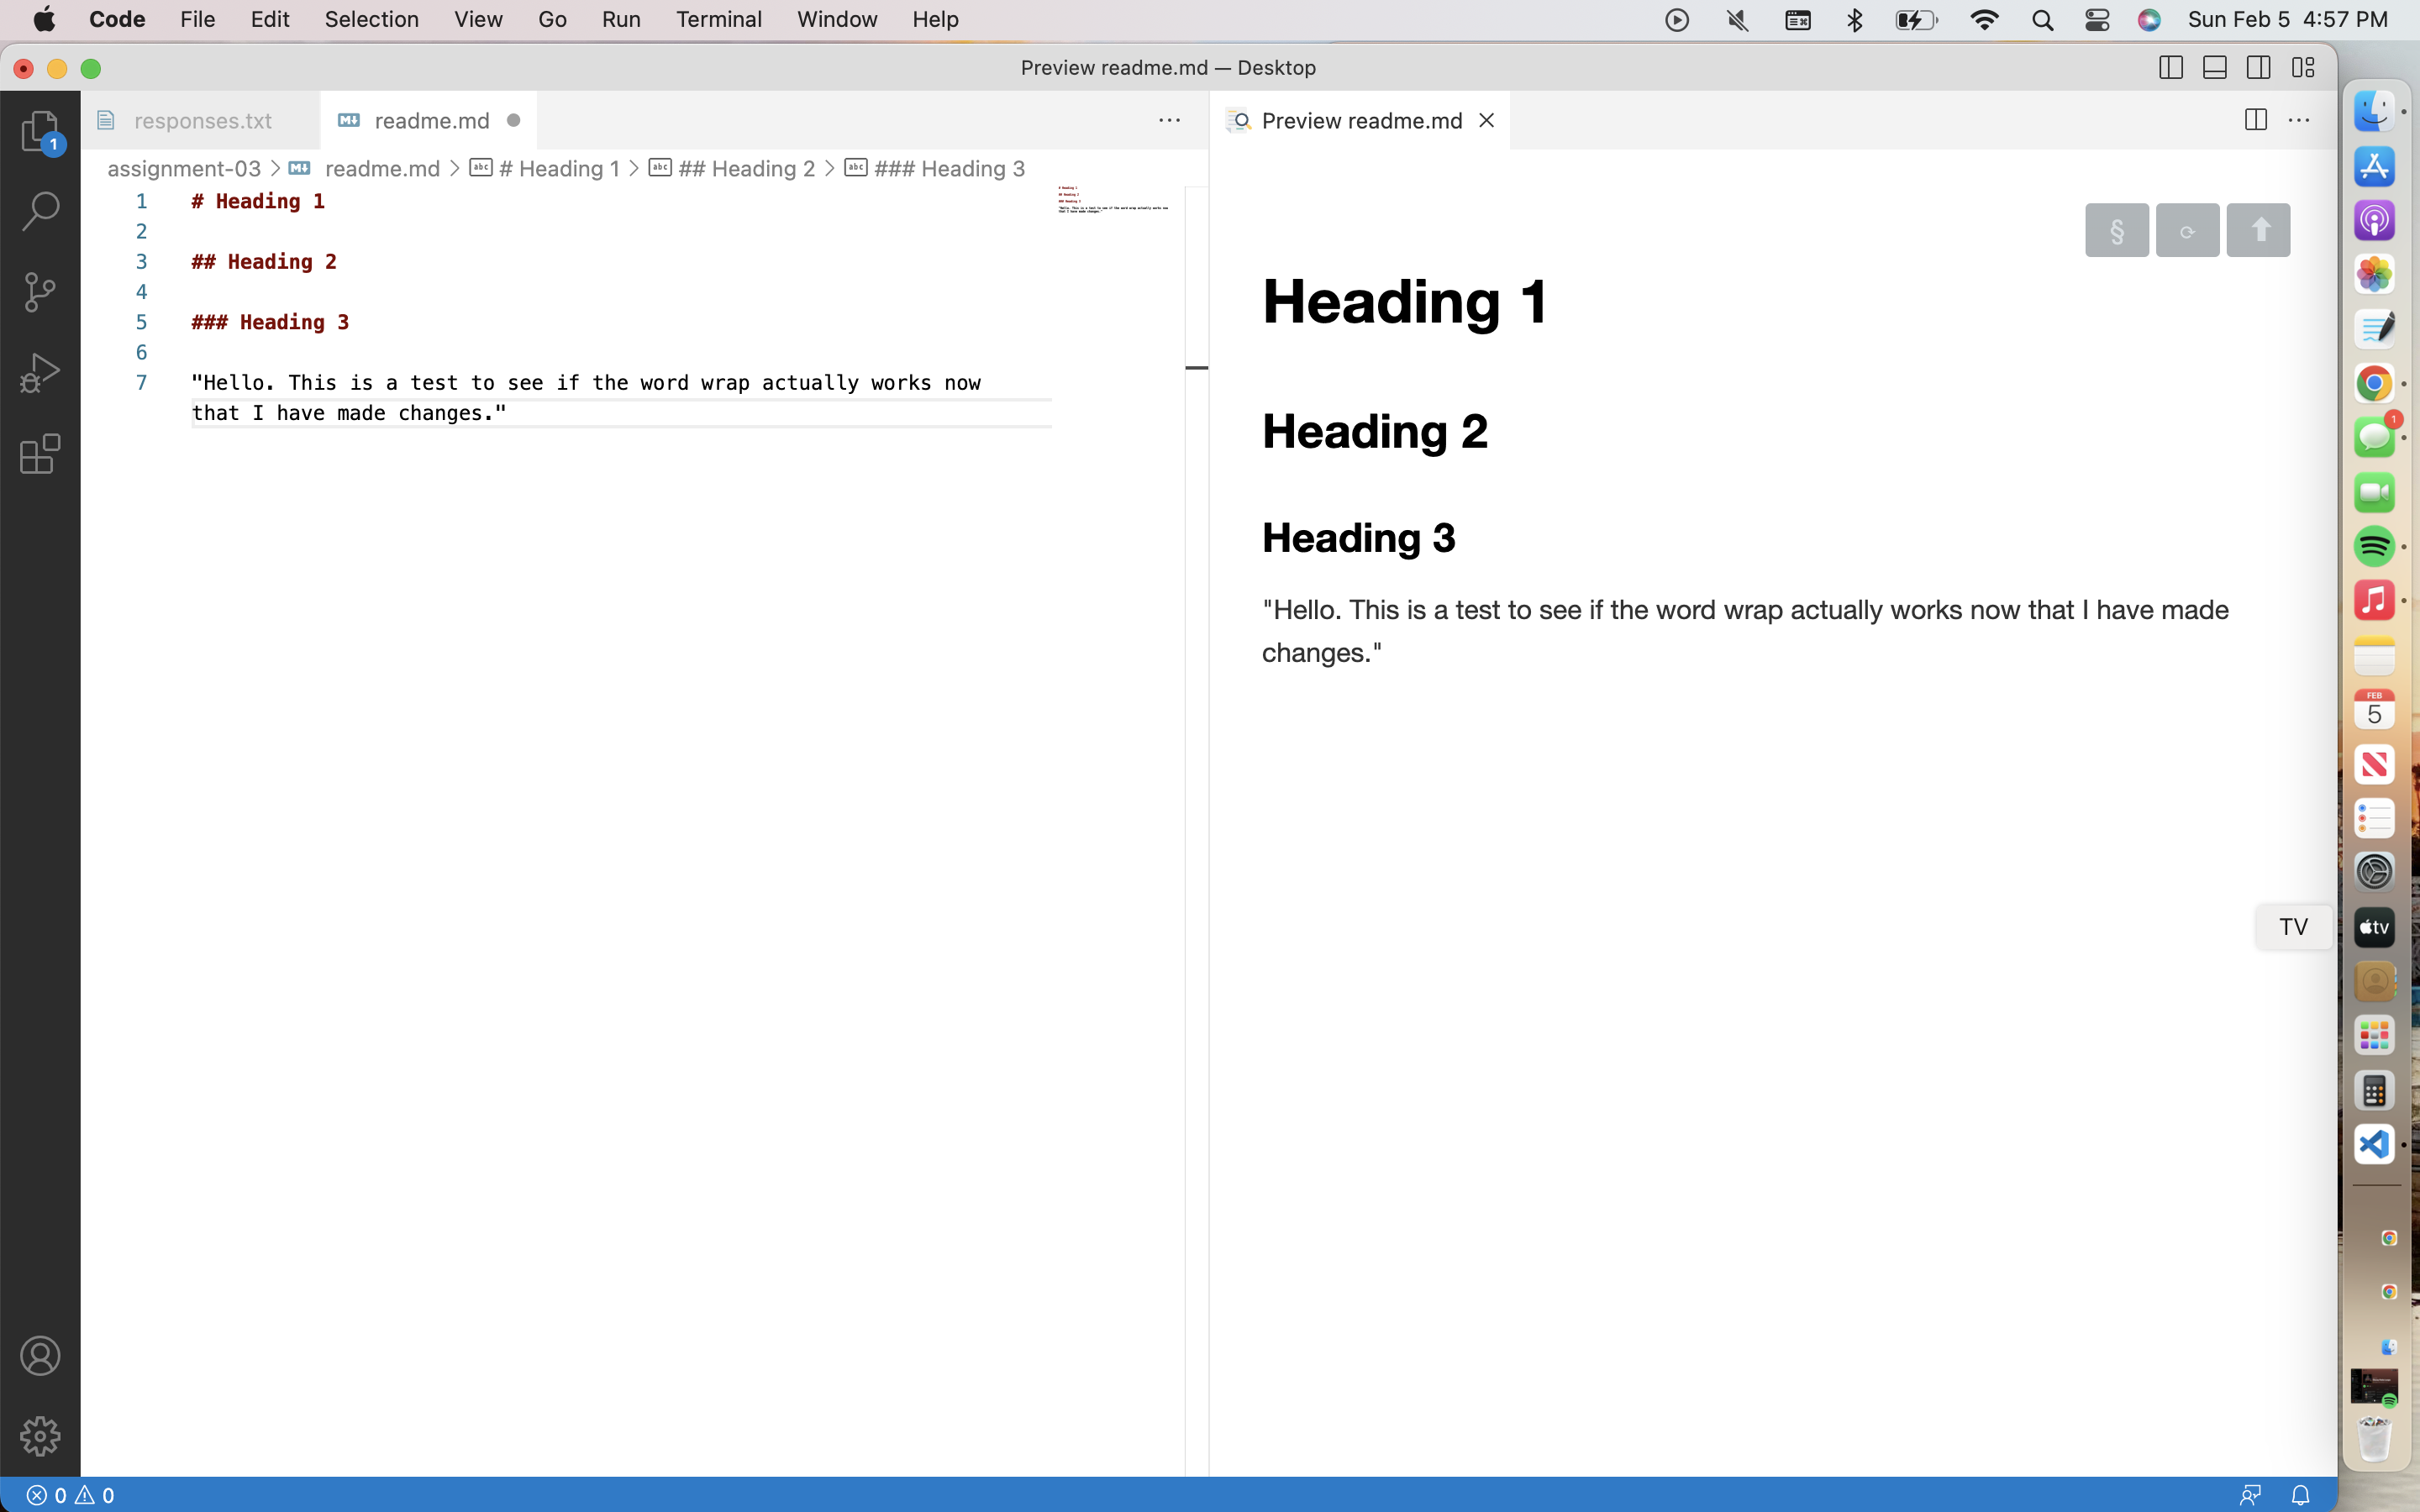 Code File Edit Selection View Go Run Terminal Window Help Sun Feb 5 4:57 PM
Preview readme.md — Desktop
responses.txt readme.md Preview readme.md
assignment-03 > readme.md > # Heading 1 > ## Heading 2 > ### Heading 3
1 # Heading 1
2
3 ## Heading 2
4
5 ### Heading 3
6
7 "Hello. This is a test to see if the word wrap actually works now
that I have made changes."
1
§
Heading 1
Heading 2
Heading 3
"Hello. This is a test to see if the word wrap actually works now that I have made
changes."
1
FEB
5
TV
tv
0 0